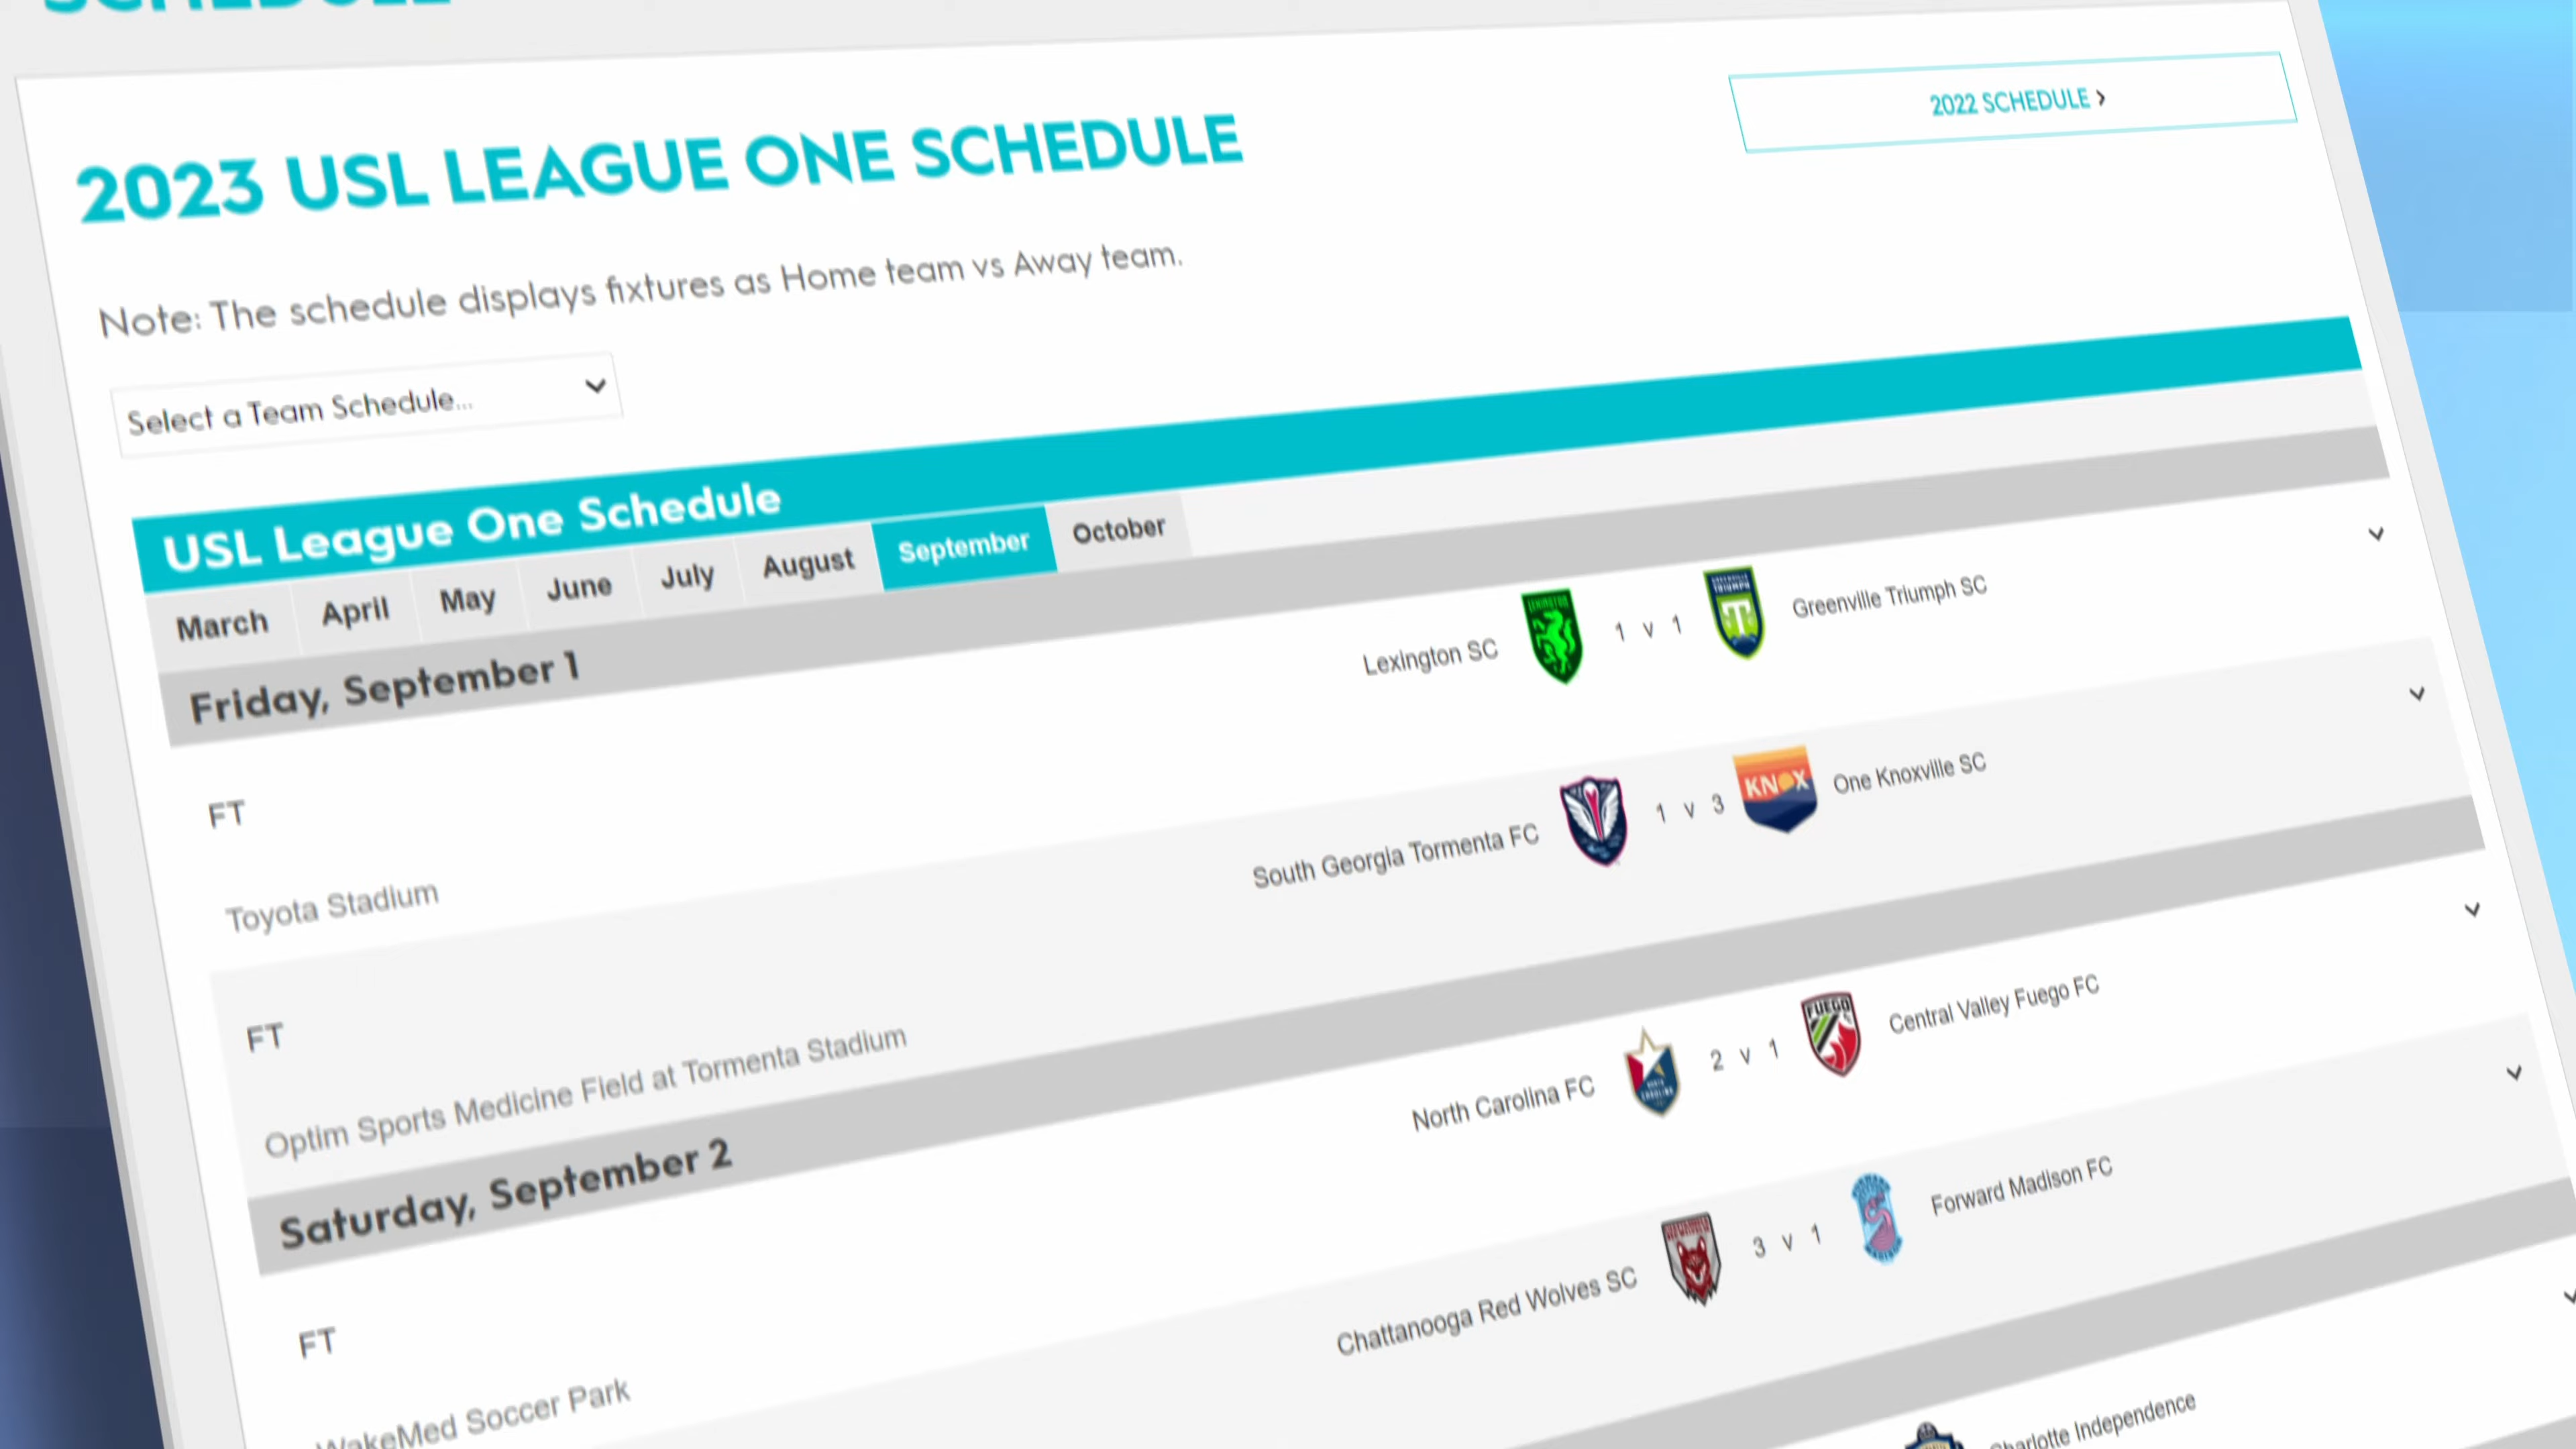 SCHEDULE
2022 SCHEDULE >
2023 USL LEAGUE ONE SCHEDULE
Note: The schedule displays fixtures as Home team vs Away team.
Select a Team Schedule...
USL League One Schedule
March April May June July August September October
Friday, September 1
Lexington SC 1 v 1 Greenville Triumph SC
FT
Toyota Stadium
South Georgia Tormenta FC 1 v 3 KNOX One Knoxville SC
FT
Optim Sports Medicine Field at Tormenta Stadium
Saturday, September 2
North Carolina FC 2 v 1 FUEGO Central Valley Fuego FC
FT
WakeMed Soccer Park
Chattanooga Red Wolves SC 3 v 1 Forward Madison FC
Charlotte Independence